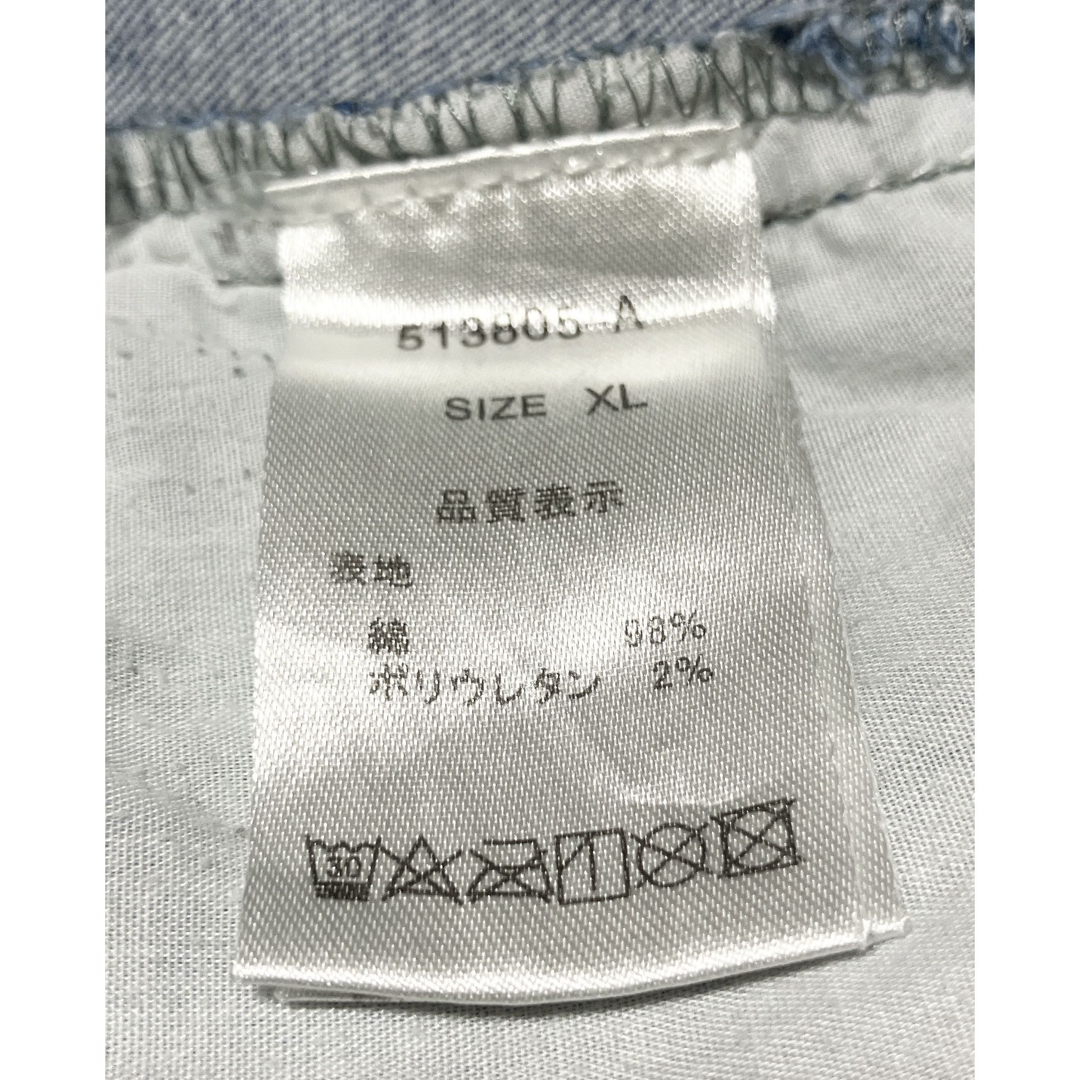 513805-A
SIZE XL
品質表示
表地
綿 98%
ポリウレタン 2%
30